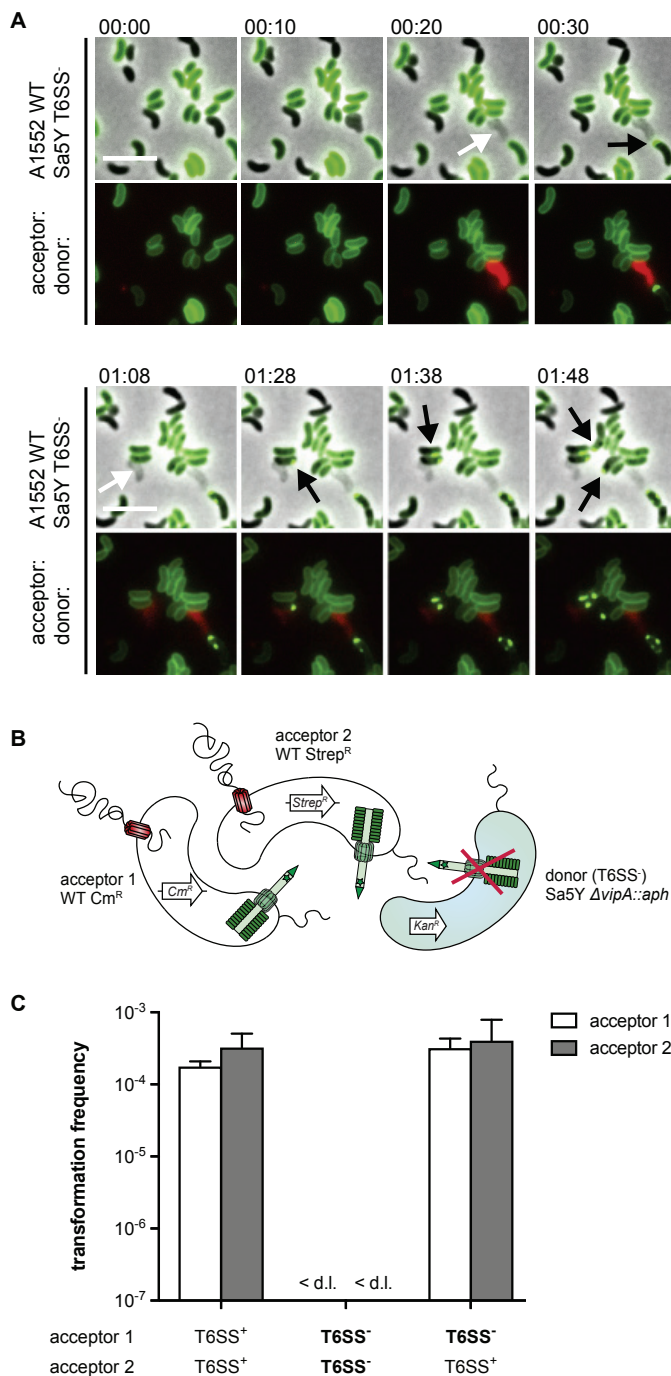 A
00:00 00:10 00:20 00:30
A1552 WT
Sa5Y T6SS-
acceptor:
donor:
01:08 01:28 01:38 01:48
A1552 WT
Sa5Y T6SS-
acceptor:
donor:
B
acceptor 2
WT StrepR
StrepR
acceptor 1
WT CmR
CmR
donor (T6SS-)
Sa5Y ΔvipA::aph
KanR
C
transformation frequency
10-3
10-4
10-5
10-6
10-7
< d.l. < d.l.
acceptor 1
acceptor 2
acceptor 1 T6SS+ T6SS- T6SS-
acceptor 2 T6SS+ T6SS- T6SS+